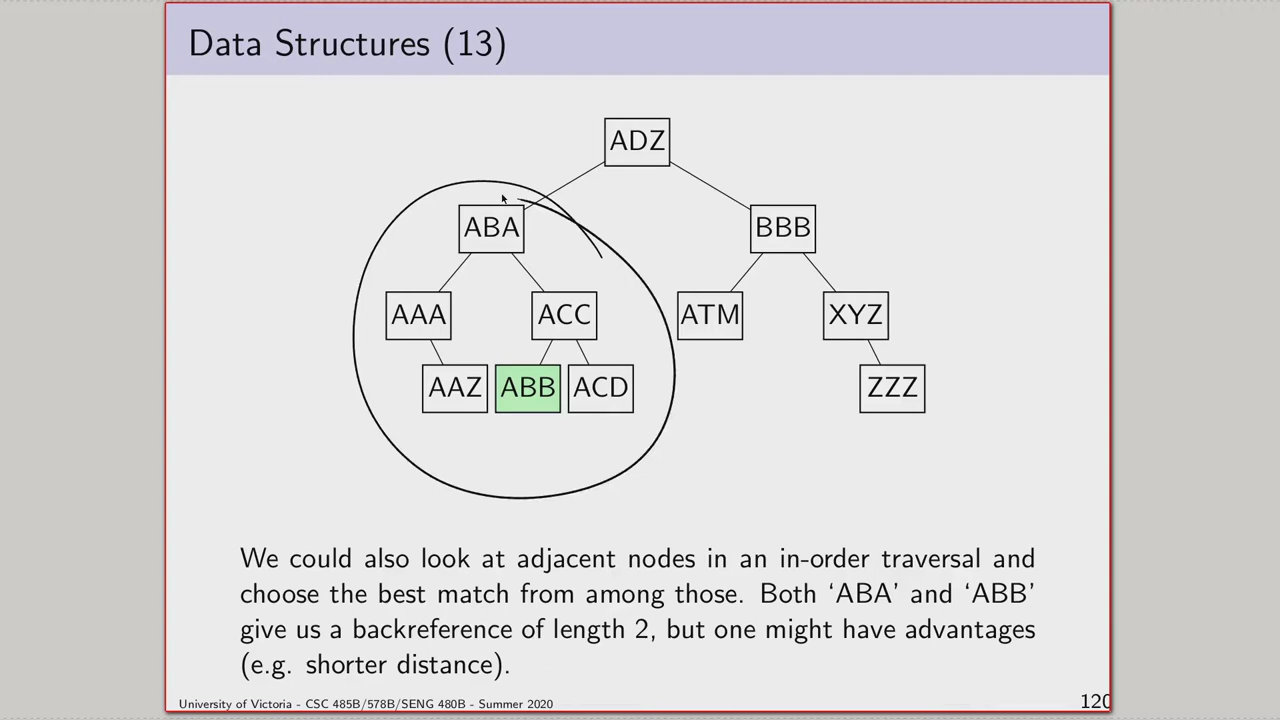 Data Structures (13)
ADZ
ABA BBB
AAA ACC ATM XYZ
AAZ ABB ACD ZZZ
We could also look at adjacent nodes in an in-order traversal and
choose the best match from among those. Both ‘ABA’ and ‘ABB’
give us a backreference of length 2, but one might have advantages
(e.g. shorter distance).
University of Victoria - CSC 485B/578B/SENG 480B - Summer 2020
120